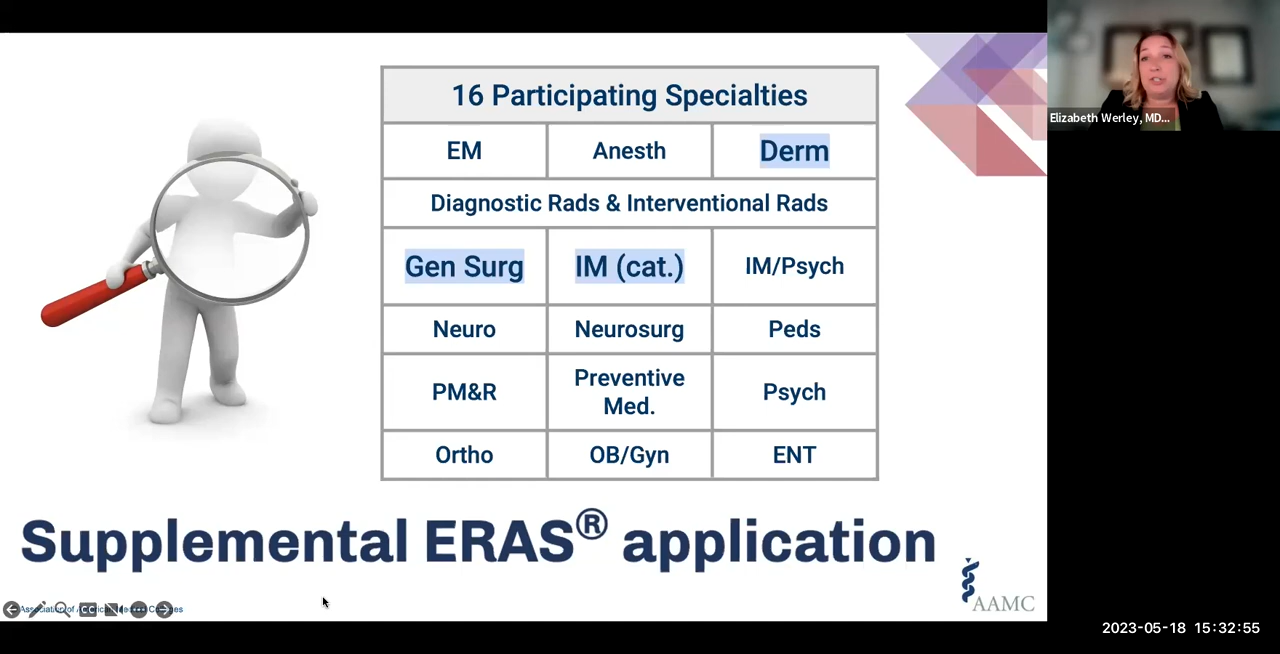 16 Participating Specialties
EM
Anesth
Derm
Diagnostic Rads & Interventional Rads
Gen Surg
IM (cat.)
IM/Psych
Neuro
Neurosurg
Peds
PM&R
Preventive
Med.
Psych
Ortho
OB/Gyn
ENT
Supplemental ERAS® application
AAMC
Elizabeth Werley, MD...
2023-05-18 15:32:55